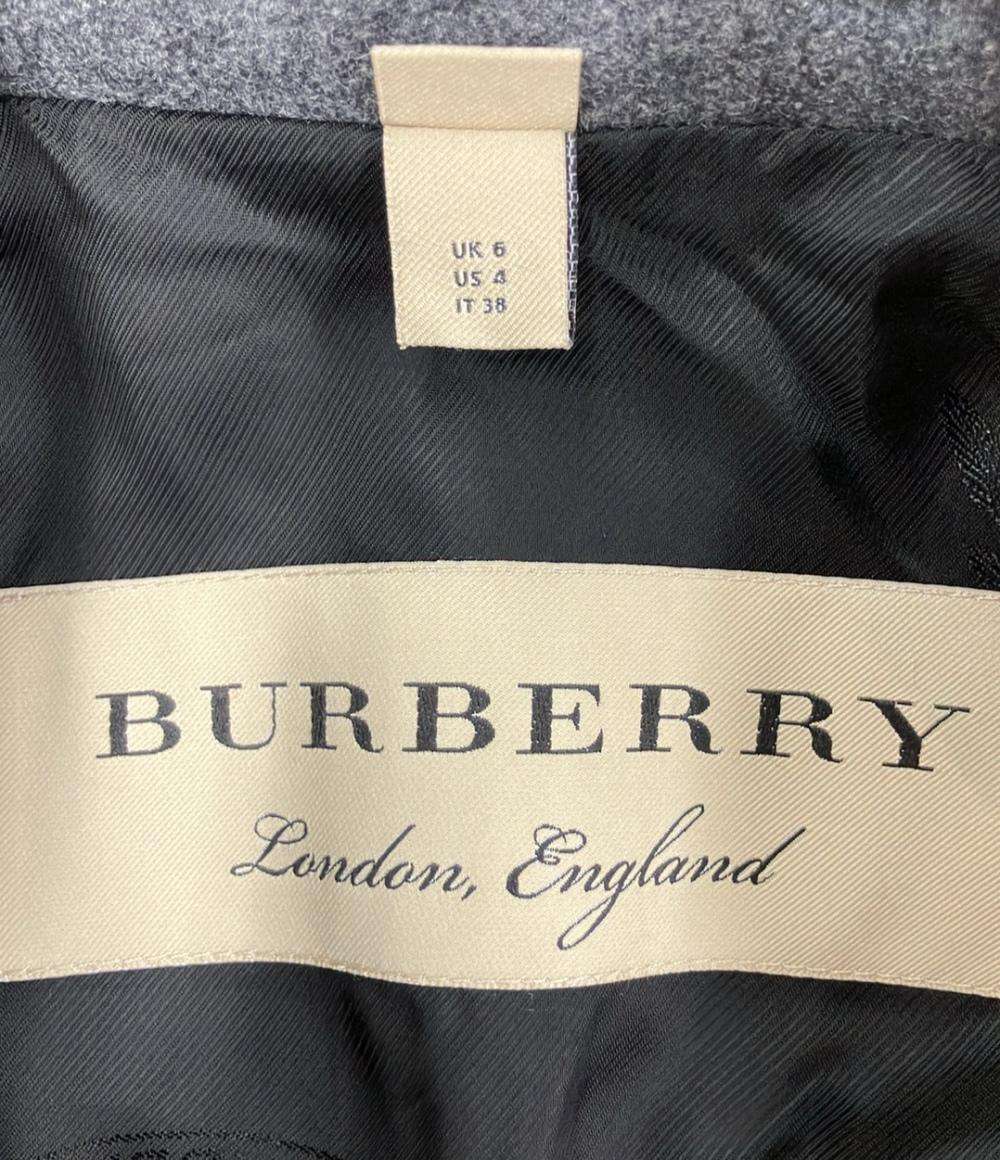 UK 6
US 4
IT 38
BURBERRY
London, England